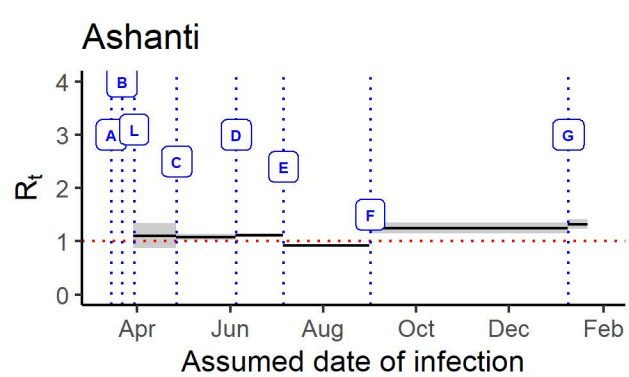 Ashanti
4
3
2
1
0
Rt
A
B
L
C
D
E
F
G
Apr
Jun
Aug
Oct
Dec
Feb
Assumed date of infection